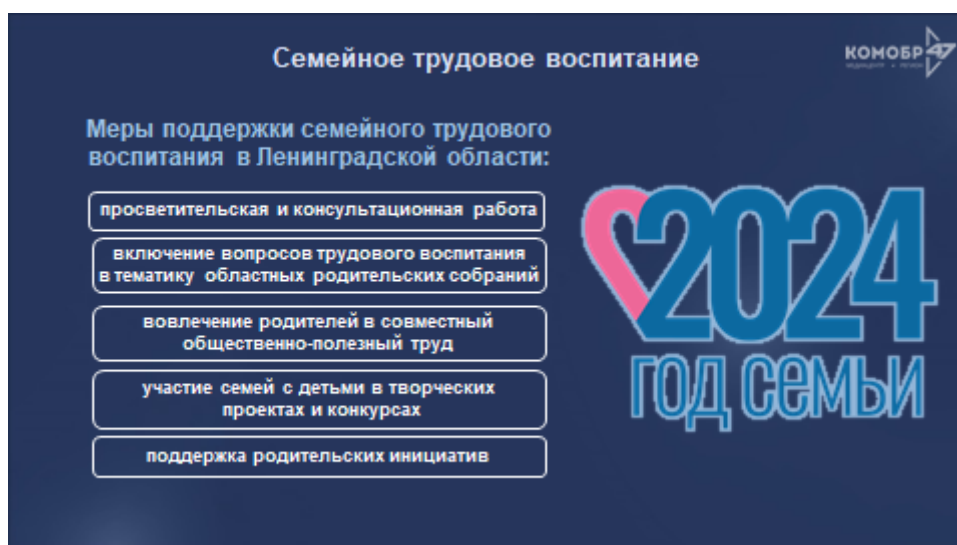 Семейное трудовое воспитание
КОМОБР 47
Меры поддержки семейного трудового
воспитания в Ленинградской области:
просветительская и консультационная работа
включение вопросов трудового воспитания
в тематику областных родительских собраний
вовлечение родителей в совместный
общественно-полезный труд
участие семей с детьми в творческих
проектах и конкурсах
поддержка родительских инициатив
2024
ГОД СЕМЬИ